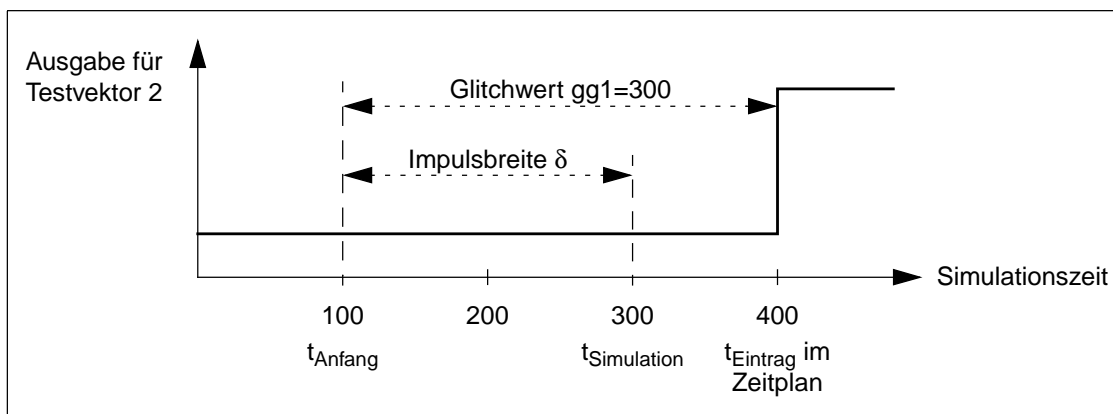 Ausgabe für
Testvektor 2
Glitchwert gg1=300
Impulsbreite δ
Simulationszeit
100
200
300
400
tAnfang
tSimulation
tEintrag im
Zeitplan